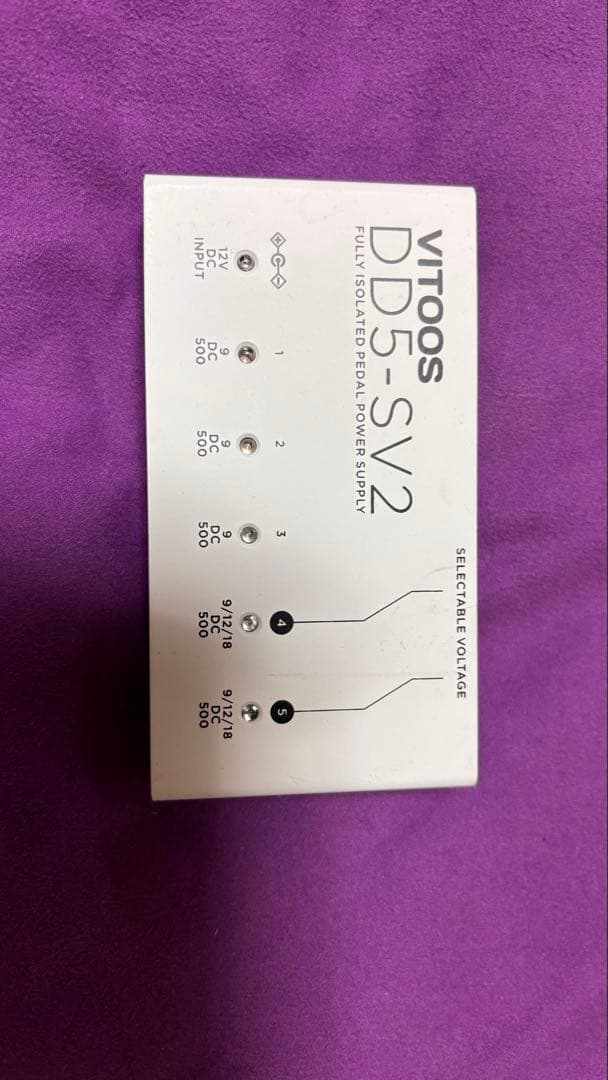 VITOOS
DD5-SV2
FULLY ISOLATED PEDAL POWER SUPPLY
SELECTABLE VOLTAGE
+ -
1 2 3 4 5
12V 9 9 9 9/12/18 9/12/18
DC DC DC DC DC DC
INPUT 500 500 500 500 500